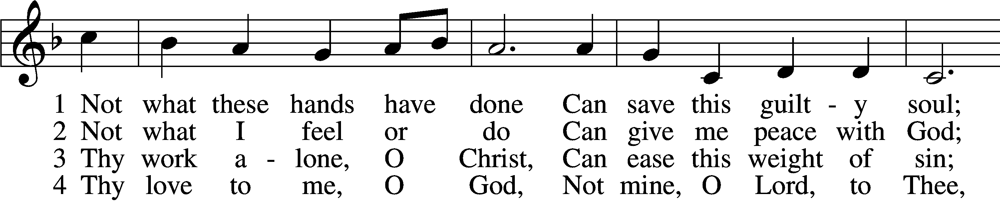 1 Not what these hands have done Can save this guilt - y soul;
2 Not what I feel or do Can give me peace with God;
3 Thy work a - lone, O Christ, Can ease this weight of sin;
4 Thy love to me, O God, Not mine, O Lord, to Thee,